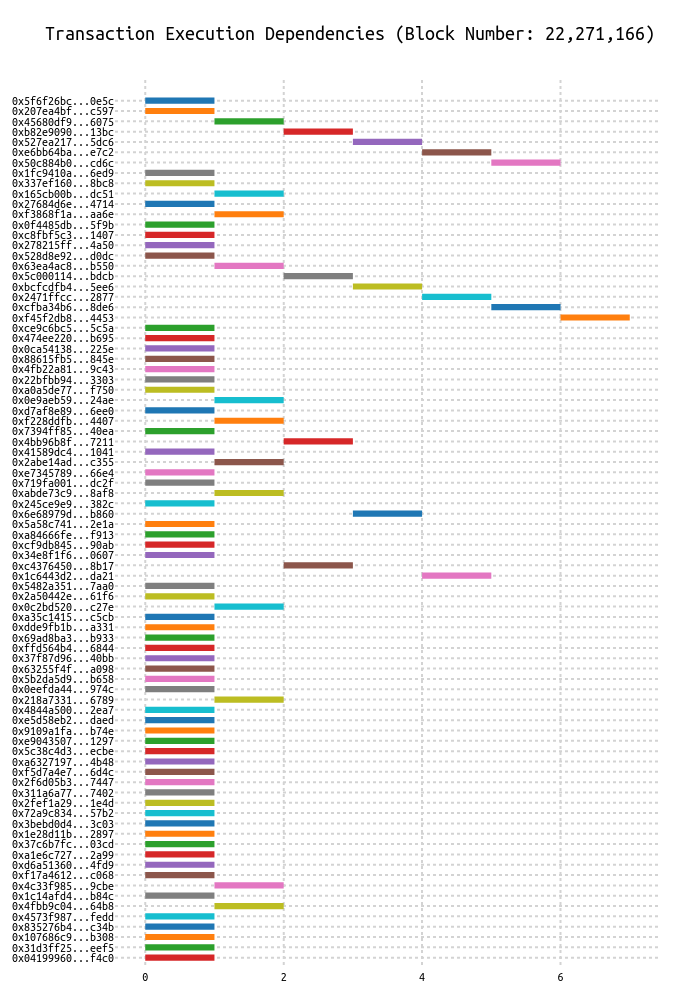 Transaction Execution Dependencies (Block Number: 22,271,166)
0x5f6f26bc...0e5c
0x207ea4bf...c597
0x45680df9...6075
0xb82e9090...13bc
0x527ea217...5dc6
0xe6bb64ba...e7c2
0x50c884b0...cd6c
0x1fc9410a...6ed9
0x337ef160...8bc8
0x165cb00b...dc51
0x27684d6e...4714
0xf3868f1a...aa6e
0x0f4485db...5f9b
0xc8fbf5c3...1407
0x278215ff...4a50
0x528d8e92...d0dc
0x63ea4ac8...b550
0x5c000114...bdcb
0xbcfcdfb4...5ee6
0x2471ffcc...2877
0xcfba34b6...8de6
0xf45f2db8...4453
0xce9c6bc5...5c5a
0x474ee220...b695
0x0ca54138...225e
0x88615fb5...845e
0x4fb22a81...9c43
0x22bfbb94...3303
0xa0a5de77...f750
0x0e9aeb59...24ae
0xd7af8e89...6ee0
0xf228ddfb...4407
0x7394ff85...40ea
0x4bb96b8f...7211
0x41589dc4...1041
0x2abe14ad...c355
0xe7345789...66e4
0x719fa001...dc2f
0xabde73c9...8af8
0x245ce9e9...382c
0x6e68979d...b860
0x5a58c741...2e1a
0xa84666fe...f913
0xcf9db845...90ab
0x34e8f1f6...0607
0xc4376450...8b17
0x1c6443d2...da21
0x5482a351...7aa0
0x2a50442e...61f6
0x0c2bd520...c27e
0xa35c1415...c5cb
0xdde9fb1b...a331
0x69ad8ba3...b933
0xffd564b4...6844
0x37f87d96...40bb
0x63255f4f...a098
0x5b2da5d9...b658
0x0eefda44...974c
0x218a7331...6789
0x4844a500...2ea7
0xe5d58eb2...daed
0x9109a1fa...b74e
0xe9043507...1297
0x5c38c4d3...ecbe
0xa6327197...4b48
0xf5d7a4e7...6d4c
0x2f6d05b3...7447
0x311a6a77...7402
0x2fef1a29...1e4d
0x72a9c834...57b2
0x3bebd0d4...3c03
0x1e28d11b...2897
0x37c6b7fc...03cd
0xa1e6c727...2a99
0xd6a51360...4fd9
0xf17a4612...c068
0x4c33f985...9cbe
0x1c14afd4...b84c
0x4fbb9c04...64b8
0x4573f987...fedd
0x835276b4...c34b
0x107686c9...b308
0x31d3ff25...eef5
0x04199960...f4c0
0 2 4 6